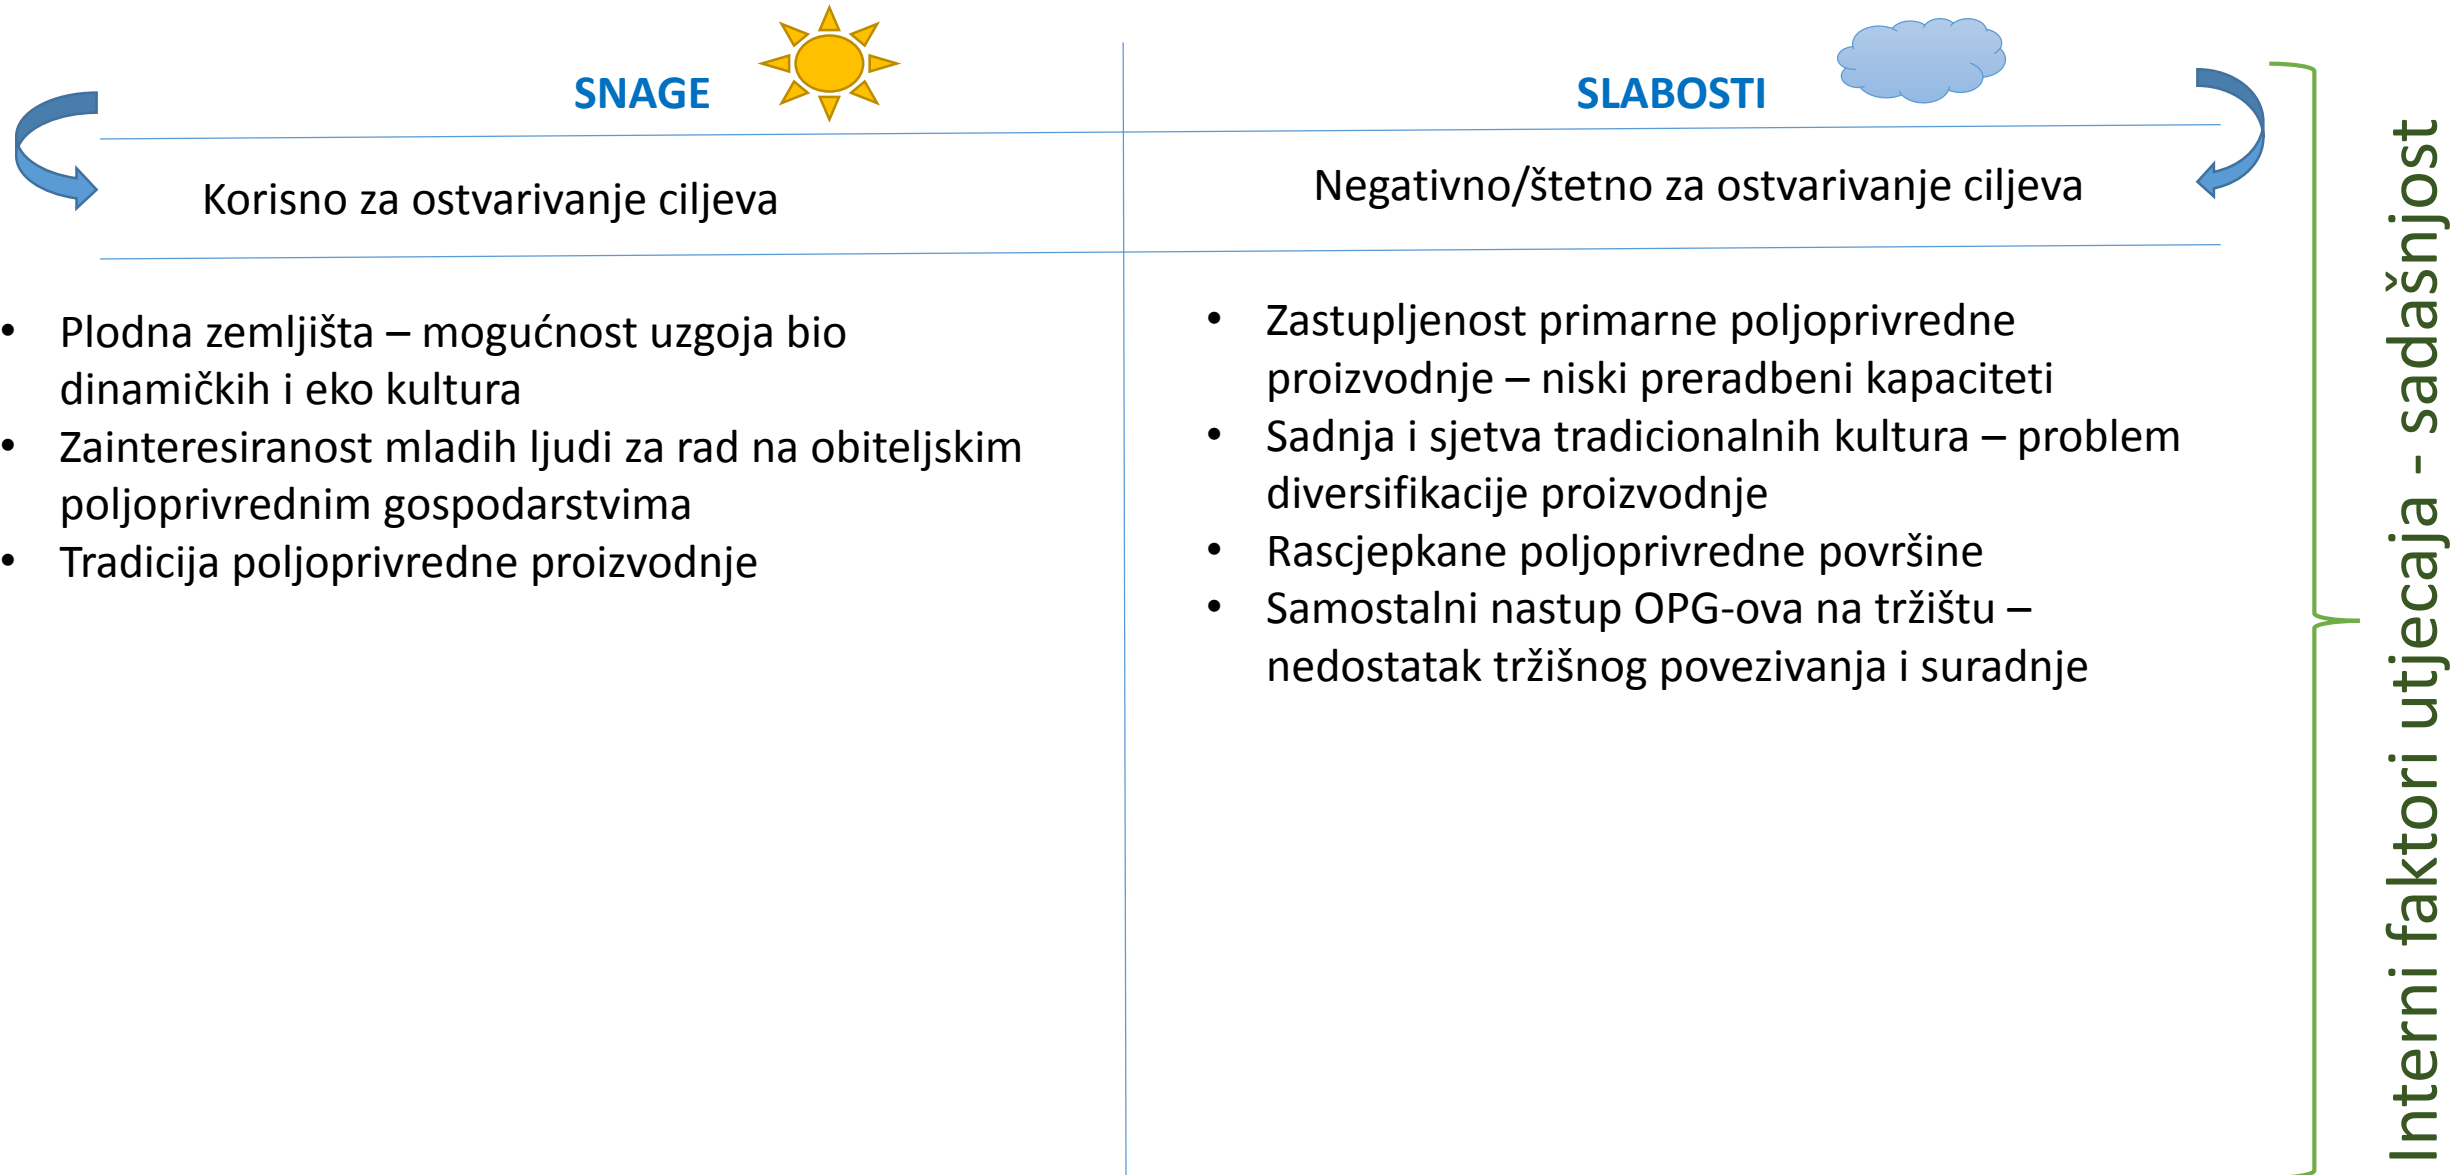 SNAGE
Korisno za ostvarivanje ciljeva
• Plodna zemljišta – mogućnost uzgoja bio
dinamičkih i eko kultura
• Zainteresiranost mladih ljudi za rad na obiteljskim
poljoprivrednim gospodarstvima
• Tradicija poljoprivredne proizvodnje
SLABOSTI
Negativno/štetno za ostvarivanje ciljeva
• Zastupljenost primarne poljoprivredne
proizvodnje – niski preradbeni kapaciteti
• Sadnja i sjetva tradicionalnih kultura – problem
diversifikacije proizvodnje
• Rascjepkane poljoprivredne površine
• Samostalni nastup OPG-ova na tržištu –
nedostatak tržišnog povezivanja i suradnje
Interni faktori utjecaja - sadašnjost